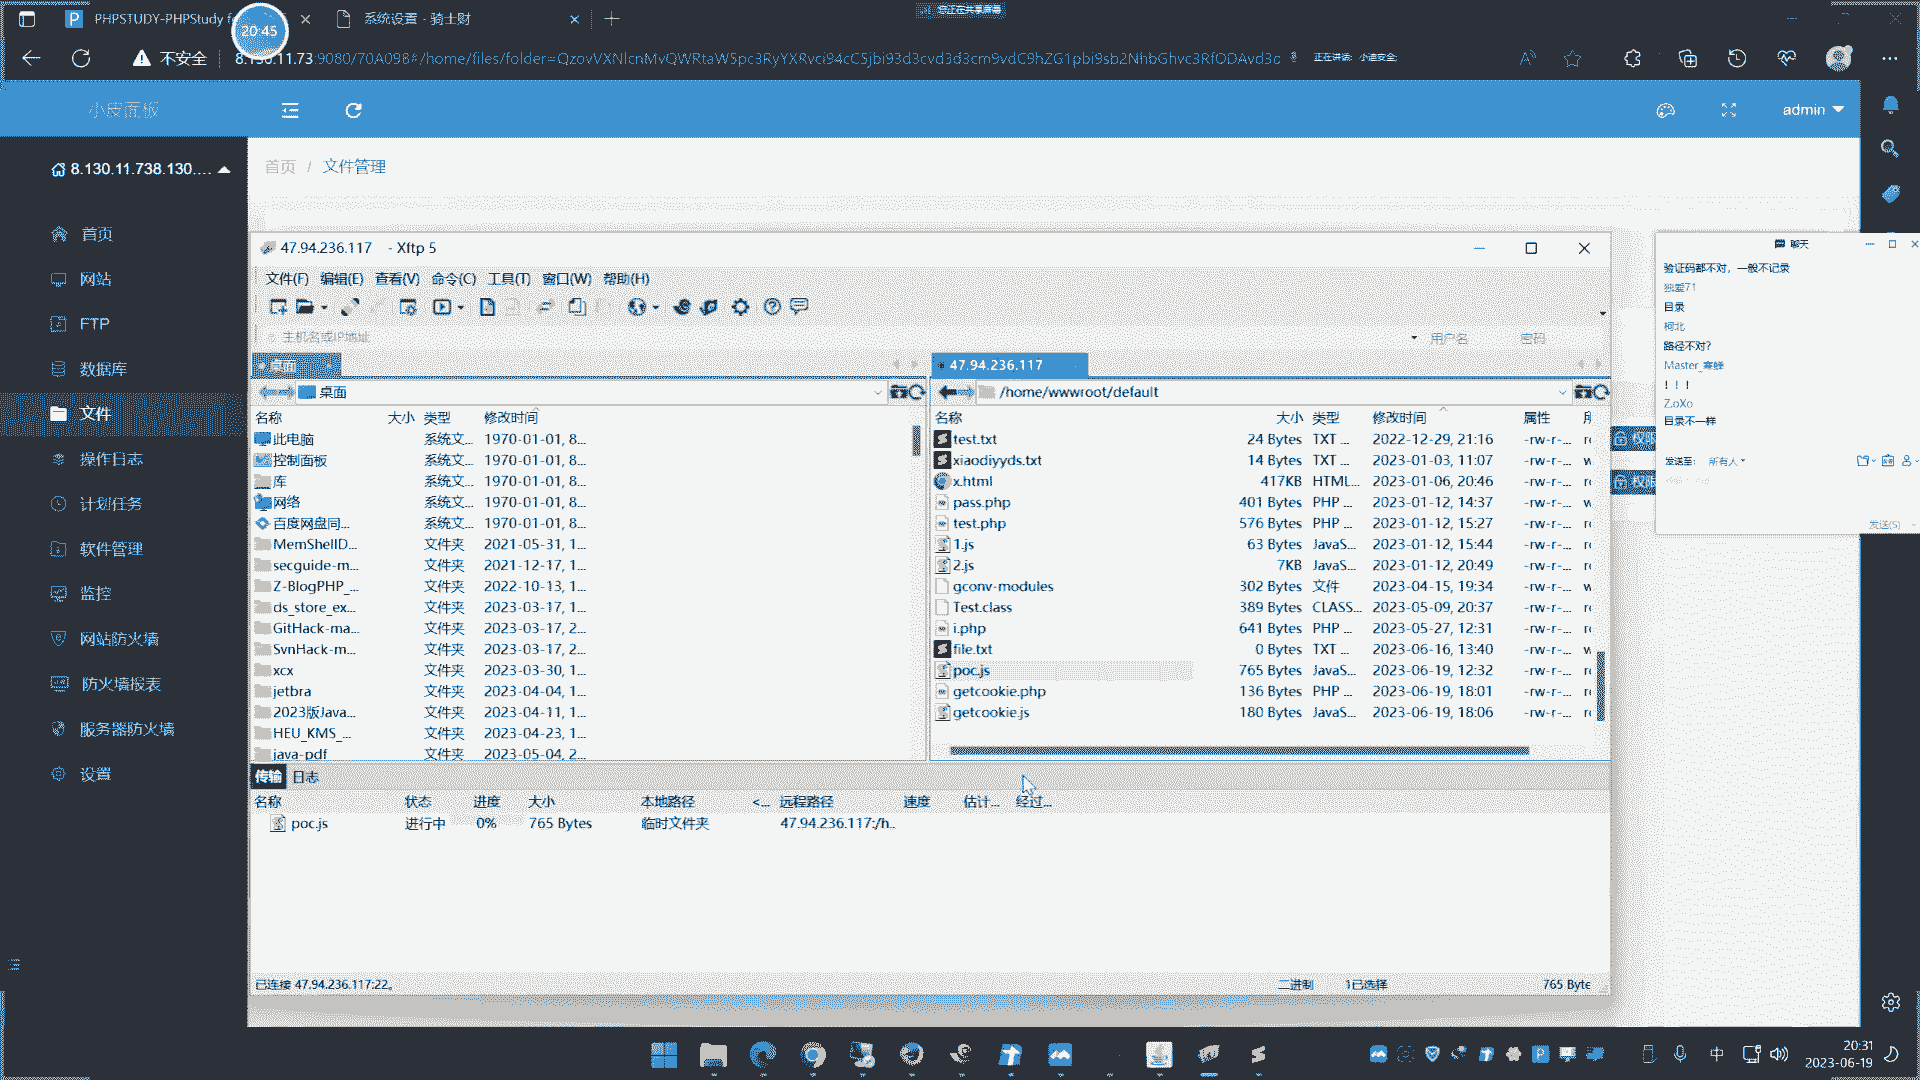 PHPSTUDY-PHPStudy f
20:45
系统设置 - 骑士财
您正在共享屏幕
不安全
8.130.11.73:9080/70A098#/home/files/folder=
正在讲话: 小迪安全;
小皮面板
admin
8.130.11.738.130....
首页 / 文件管理
首页
网站
FTP
数据库
文件
操作日志
计划任务
软件管理
监控
网站防火墙
防火墙报表
服务器防火墙
设置
47.94.236.117 - Xftp 5
文件(F) 编辑(E) 查看(V) 命令(C) 工具(T) 窗口(W) 帮助(H)
主机名或IP地址 用户名 密码
桌面
47.94.236.117
桌面
/home/wwwroot/default
名称 大小 类型 修改时间
此电脑 系统文... 1970-01-01, 8...
控制面板 系统文... 1970-01-01, 8...
库 系统文... 1970-01-01, 8...
网络 系统文... 1970-01-01, 8...
百度网盘同... 系统文... 1970-01-01, 8...
MemShellD... 文件夹 2021-05-31, 1...
secguide-m... 文件夹 2021-12-17, 1...
Z-BlogPHP_... 文件夹 2022-10-13, 1...
ds_store_ex... 文件夹 2023-03-17, 1...
GitHack-ma... 文件夹 2023-03-17, 2...
SvnHack-m... 文件夹 2023-03-17, 2...
xcx 文件夹 2023-03-30, 1...
jetbra 文件夹 2023-04-04, 1...
2023版Java... 文件夹 2023-04-11, 1...
HEU_KMS_... 文件夹 2023-04-23, 1...
java-pdf 文件夹 2023-05-04, 2...
名称 大小 类型 修改时间 属性
test.txt 24 Bytes TXT ... 2022-12-29, 21:16 -rw-r-...
xiaodiyyds.txt 14 Bytes TXT ... 2023-01-03, 11:07 -rw-r-...
x.html 417KB HTML... 2023-01-06, 20:46 -rw-r-...
pass.php 401 Bytes PHP ... 2023-01-12, 14:37 -rw-r-...
test.php 576 Bytes PHP ... 2023-01-12, 15:27 -rw-r-...
1.js 63 Bytes JavaS... 2023-01-12, 15:44 -rw-r-...
2.js 7KB JavaS... 2023-01-12, 20:49 -rw-r-...
gconv-modules 302 Bytes 文件 2023-04-15, 19:34 -rw-r-...
Test.class 389 Bytes CLASS... 2023-05-09, 20:37 -rw-r-...
i.php 641 Bytes PHP ... 2023-05-27, 12:31 -rw-r-...
file.txt 0 Bytes TXT ... 2023-06-16, 13:40 -rw-r-...
poc.js 765 Bytes JavaS... 2023-06-19, 12:32 -rw-r-...
getcookie.php 136 Bytes PHP ... 2023-06-19, 18:01 -rw-r-...
getcookie.js 180 Bytes JavaS... 2023-06-19, 18:06 -rw-r-...
传输 日志
名称 状态 进度 大小 本地路径 <... 远程路径 速度 估计... 经过...
poc.js 进行中 0% 765 Bytes 临时文件夹 47.94.236.117:/h..
已连接 47.94.236.117:22。
二进制 1已选择 765 Byte
聊天
验证码都不对，一般不记录
独爱71
目录
柯北
路径不对?
Master_寒蝉
！！！
ZoXo
目录不一样
发送至: 所有人
发送(S)
权限
权限
中
20:31
2023-06-19